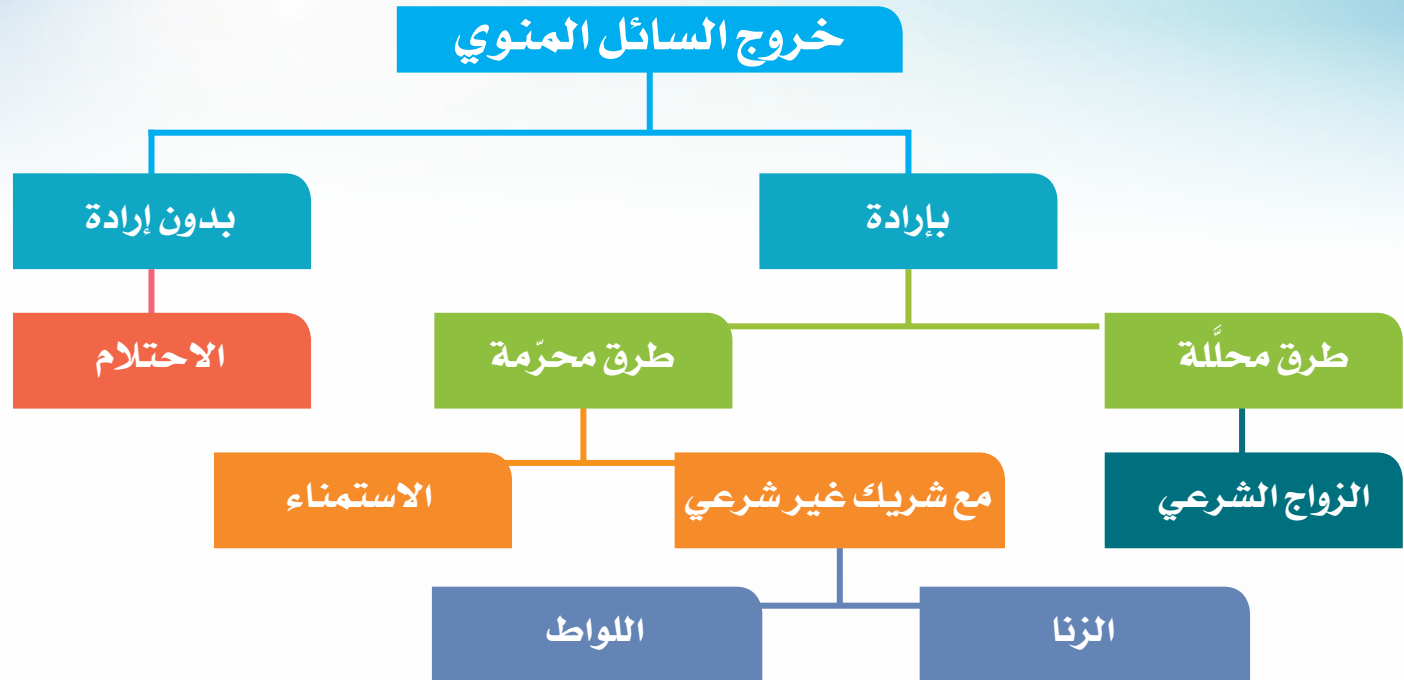 خروج السائل المنوي
بإرادة
بدون إرادة
طرق محلَّلة
طرق محرّمة
الاحتلام
الزواج الشرعي
مع شريك غير شرعي
الاستمناء
الزنا
اللواط